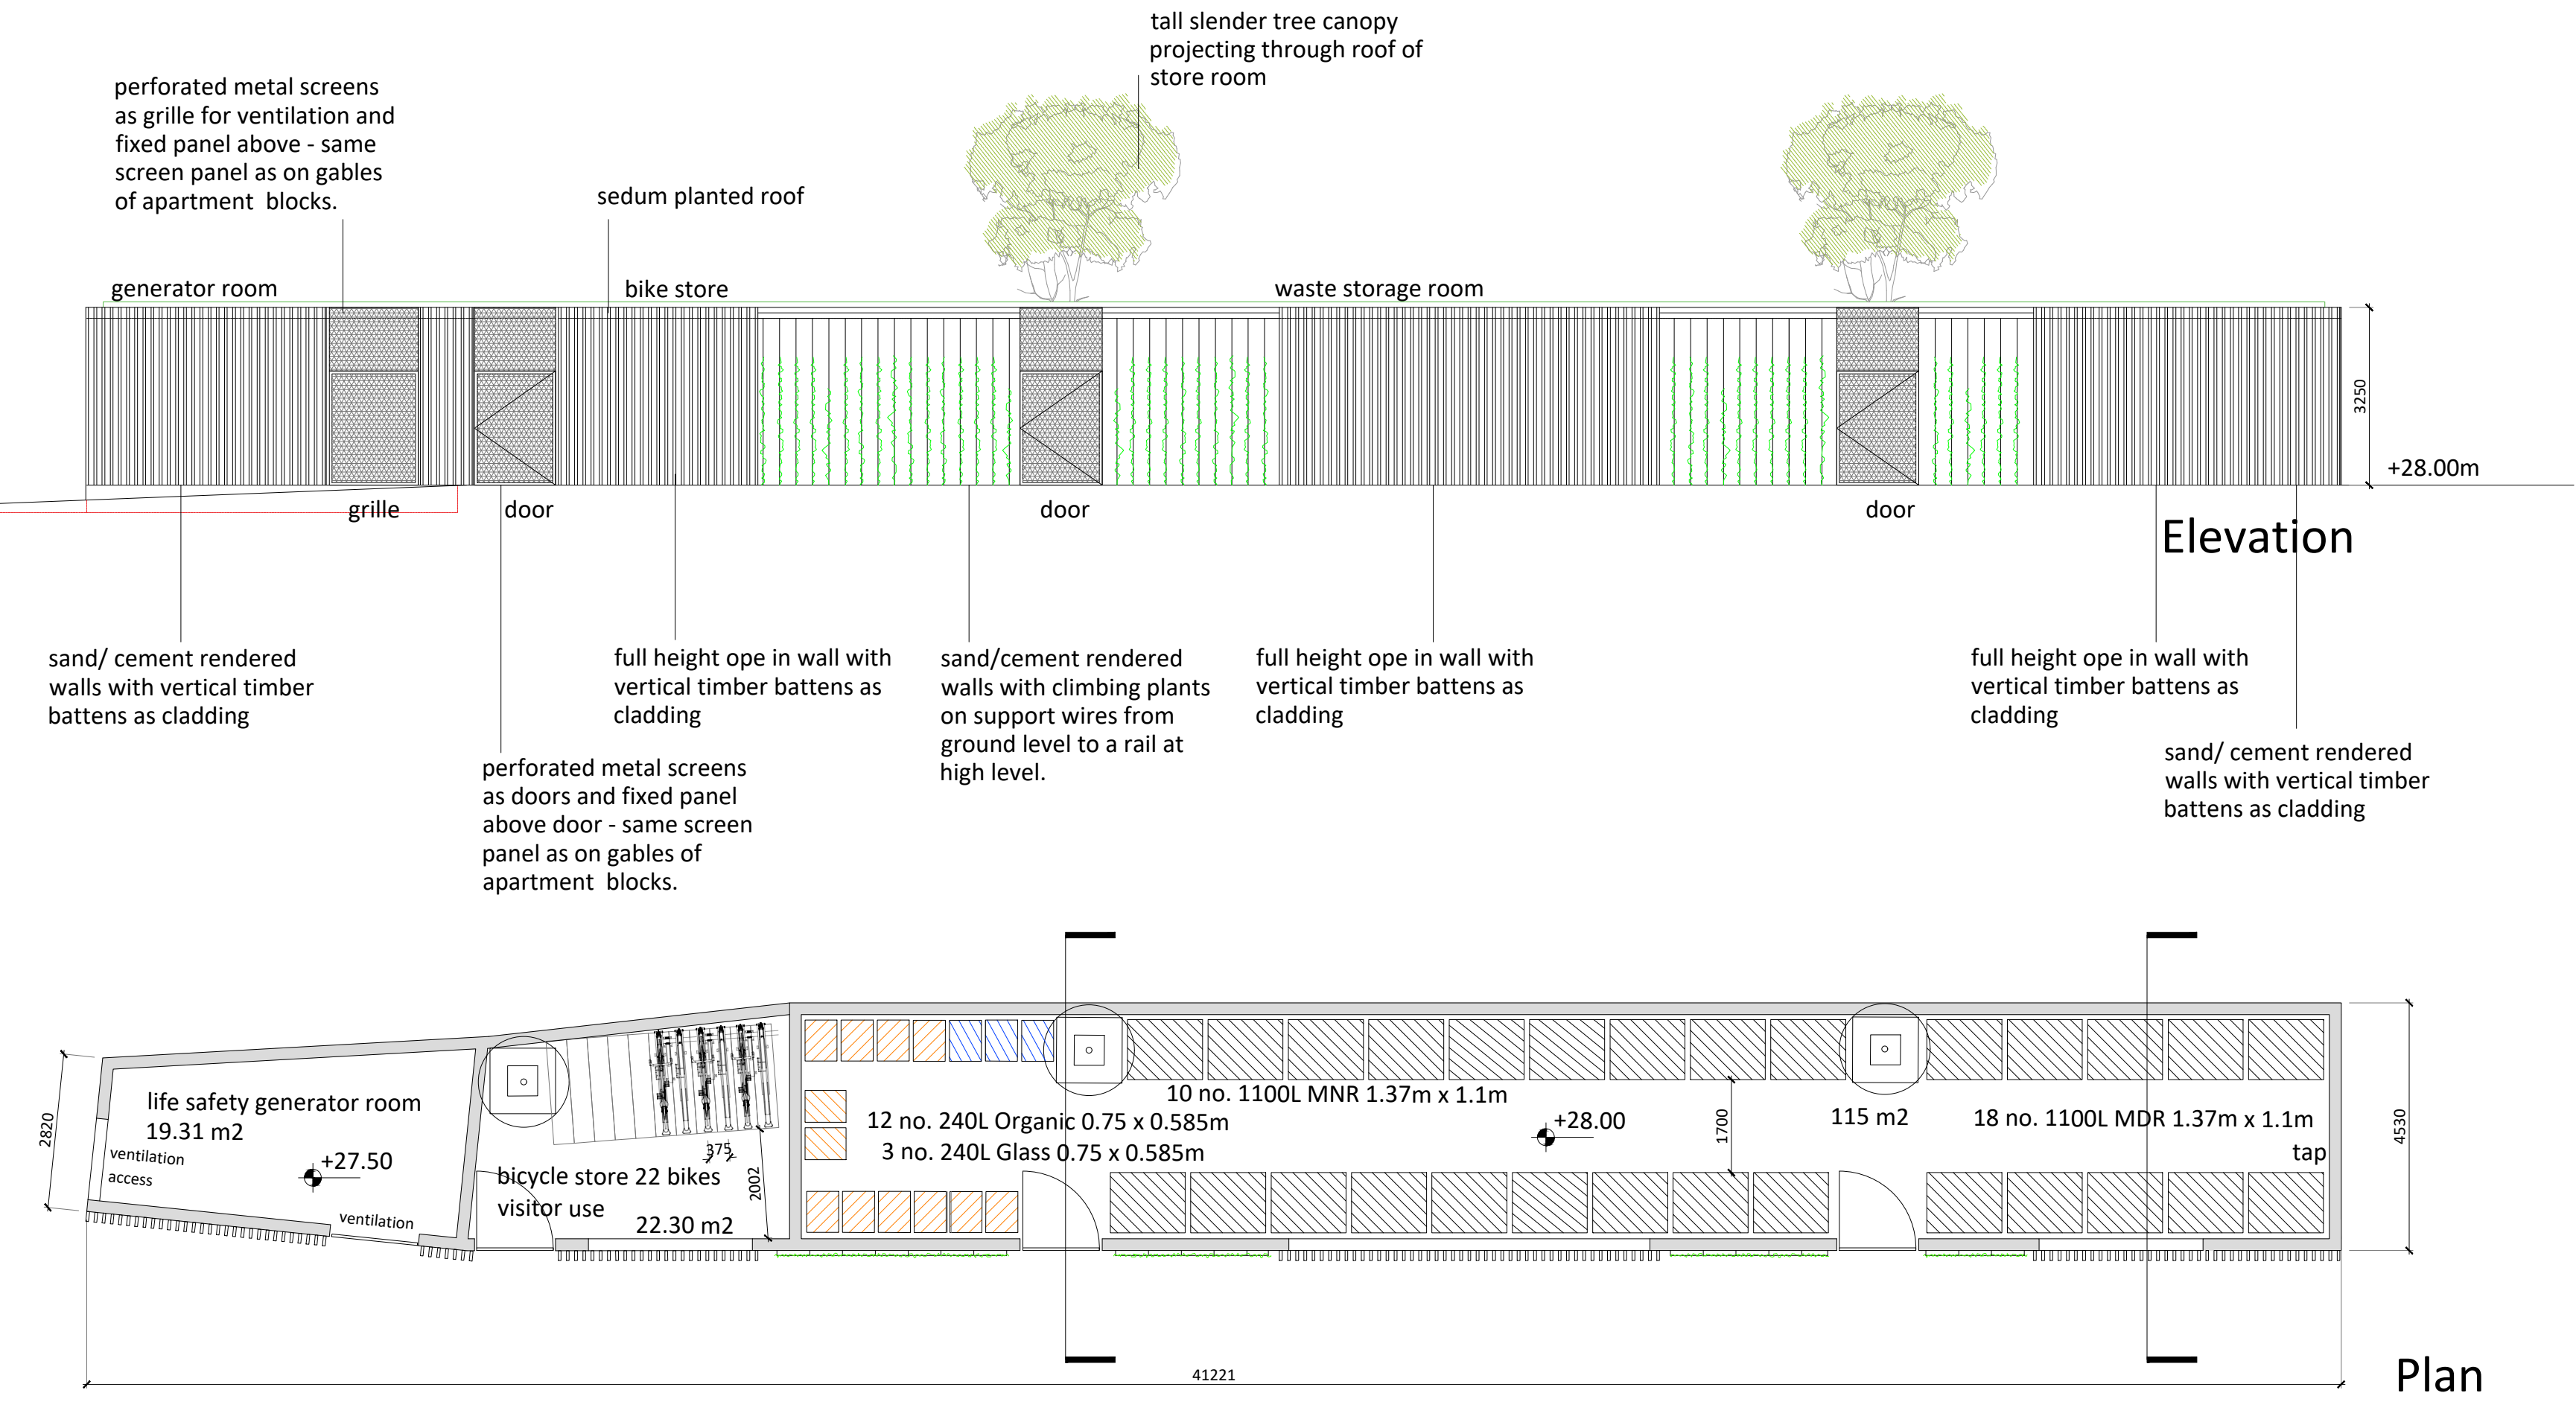 tall slender tree canopy
projecting through roof of
store room
perforated metal screens
as grille for ventilation and
fixed panel above - same
screen panel as on gables
of apartment blocks.
sedum planted roof
generator room
bike store
waste storage room
3250
+28.00m
grille
door
door
door
Elevation
sand/ cement rendered
walls with vertical timber
battens as cladding
full height ope in wall with
vertical timber battens as
cladding
sand/cement rendered
walls with climbing plants
on support wires from
ground level to a rail at
high level.
full height ope in wall with
vertical timber battens as
cladding
full height ope in wall with
vertical timber battens as
cladding
sand/ cement rendered
walls with vertical timber
battens as cladding
perforated metal screens
as doors and fixed panel
above door - same screen
panel as on gables of
apartment blocks.
2820
life safety generator room
19.31 m2
ventilation
access
+27.50
ventilation
375
2002
bicycle store 22 bikes
visitor use
22.30 m2
10 no. 1100L MNR 1.37m x 1.1m
12 no. 240L Organic 0.75 x 0.585m
3 no. 240L Glass 0.75 x 0.585m
+28.00
1700
115 m2
18 no. 1100L MDR 1.37m x 1.1m
tap
4530
41221
Plan